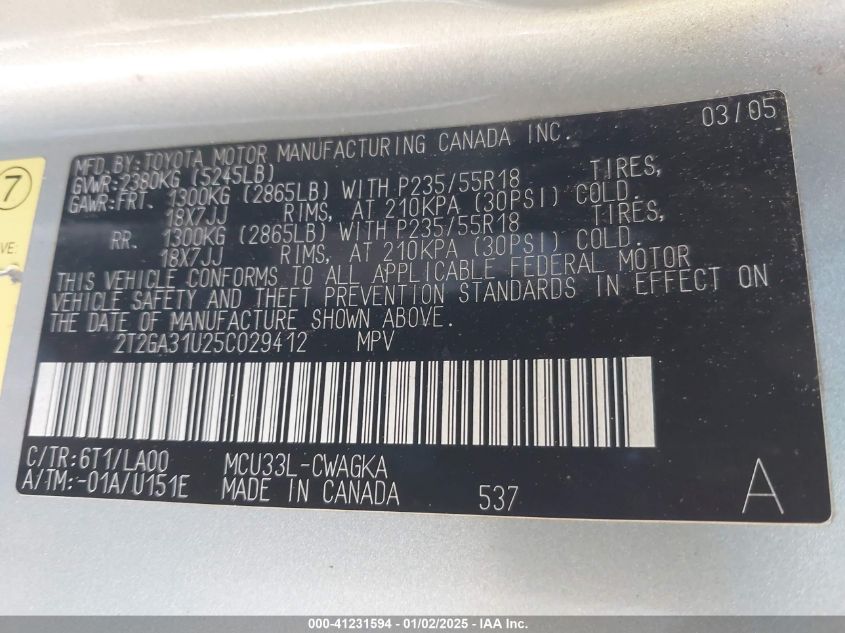 03/05
MFD. BY: TOYOTA MOTOR MANUFACTURING CANADA INC.
GVWR: 2380KG (5245LB)
GAWR: FRT. 1300KG (2865LB) WITH P235/55R18 TIRES,
18X7JJ RIMS, AT 210KPA (30PSI) COLD.
RR. 1300KG (2865LB) WITH P235/55R18 TIRES,
18X7JJ RIMS, AT 210KPA (30PSI) COLD.
THIS VEHICLE CONFORMS TO ALL APPLICABLE FEDERAL MOTOR
VEHICLE SAFETY AND THEFT PREVENTION STANDARDS IN EFFECT ON
THE DATE OF MANUFACTURE SHOWN ABOVE.
2T2GA31U25C029412 MPV
C/TR: 6T1/LA00 MCU33L-CWAGKA
A/TM: -01A/U151E MADE IN CANADA 537 A
7
VE:
000-41231594 - 01/02/2025 - IAA Inc.